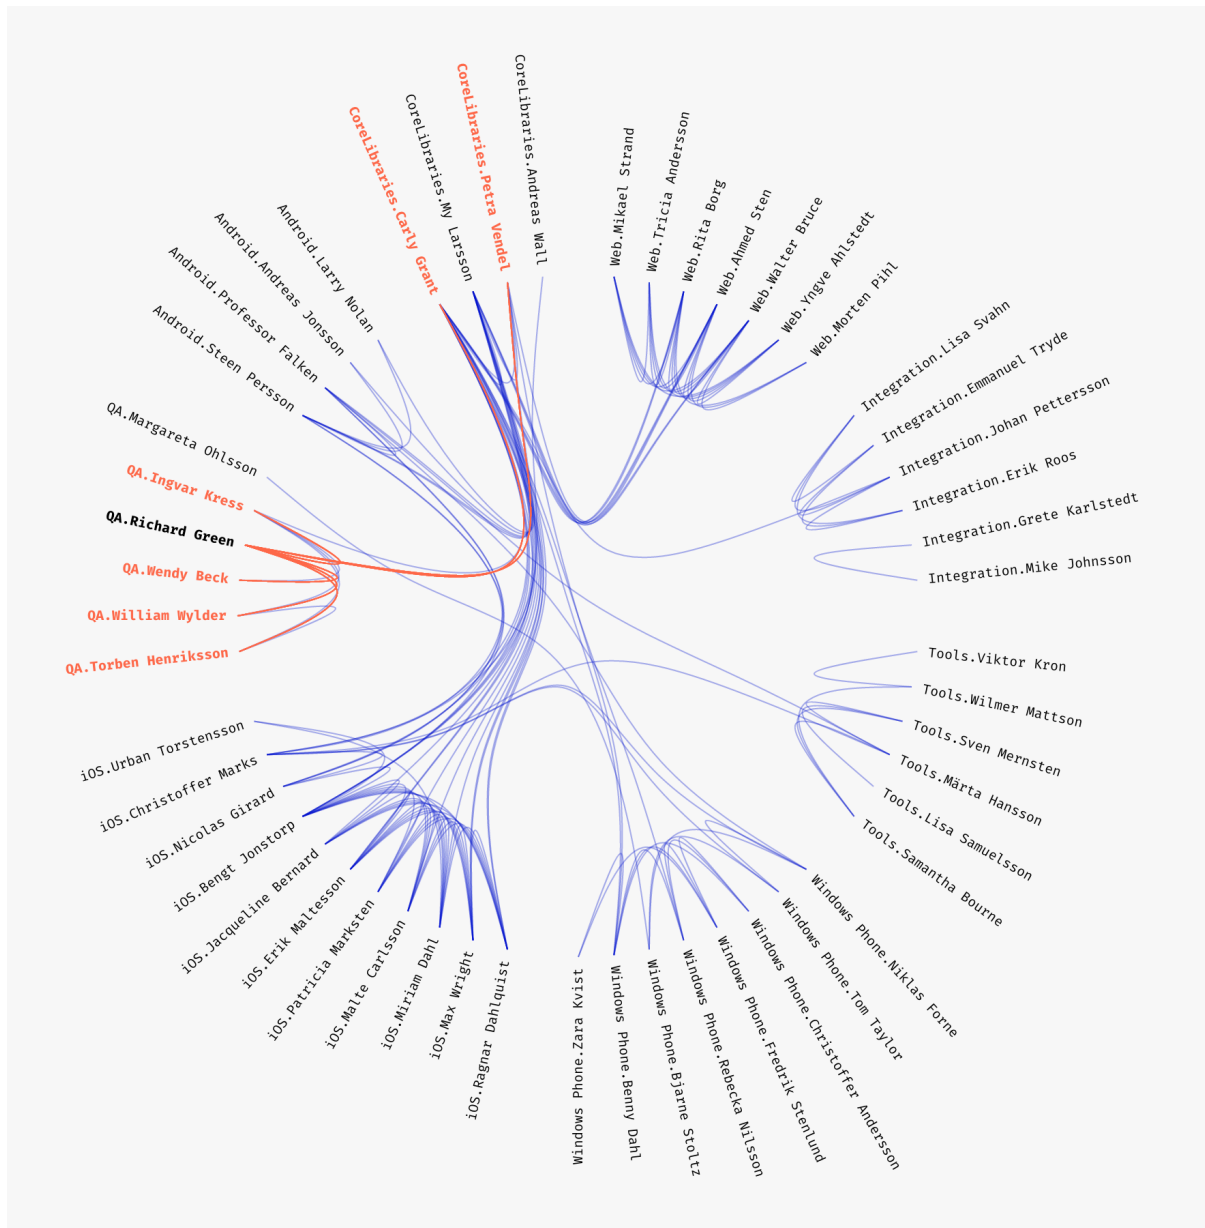 CoreLibraries.Andreas Wall
CoreLibraries.Petra Vendel
CoreLibraries.My Larsson
CoreLibraries.Carly Grant
Android.Larry Nolan
Android.Andreas Jonsson
Android.Professor Falken
Android.Steen Persson
QA.Margareta Ohlsson
QA.Ingvar Kress
QA.Richard Green
QA.Wendy Beck
QA.William Wylder
QA.Torben Henriksson
iOS.Urban Torstensson
iOS.Christoffer Marks
iOS.Nicolas Girard
iOS.Bengt Jonstorp
iOS.Jacqueline Bernard
iOS.Erik Maltesson
iOS.Patricia Marksten
iOS.Malte Carlsson
iOS.Miriam Dahl
iOS.Max Wright
iOS.Ragnar Dahlquist
Windows Phone.Zara Kvist
Windows Phone.Benny Dahl
Windows Phone.Bjarne Stoltz
Windows Phone.Rebecka Nilsson
Windows Phone.Fredrik Stenlund
Windows Phone.Christoffer Andersson
Windows Phone.Tom Taylor
Windows Phone.Niklas Forne
Tools.Samantha Bourne
Tools.Lisa Samuelsson
Tools.Märta Hansson
Tools.Sven Mernsten
Tools.Wilmer Mattson
Tools.Viktor Kron
Integration.Mike Johnsson
Integration.Grete Karlstedt
Integration.Erik Roos
Integration.Johan Pettersson
Integration.Emmanuel Tryde
Integration.Lisa Svahn
Web.Morten Pihl
Web.Yngve Ahlstedt
Web.Walter Bruce
Web.Ahmed Sten
Web.Rita Borg
Web.Tricia Andersson
Web.Mikael Strand